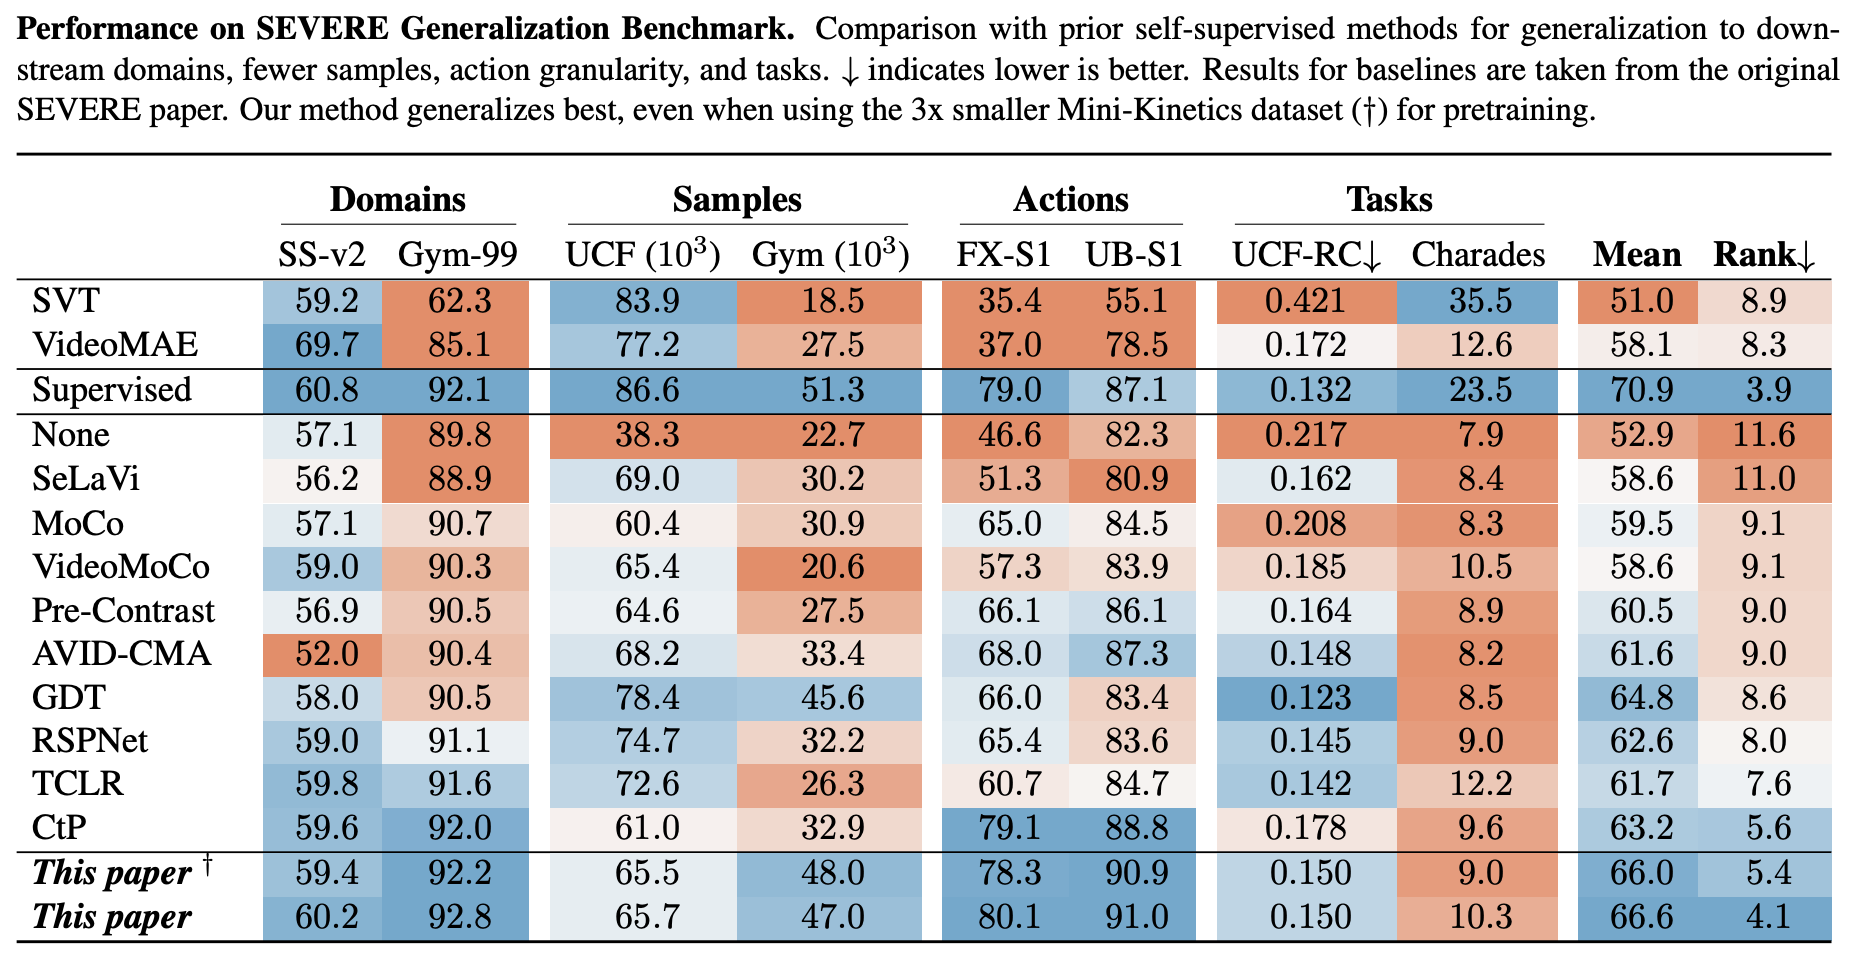 Performance on SEVERE Generalization Benchmark. Comparison with prior self-supervised methods for generalization to down-
stream domains, fewer samples, action granularity, and tasks. ↓ indicates lower is better. Results for baselines are taken from the original
SEVERE paper. Our method generalizes best, even when using the 3x smaller Mini-Kinetics dataset (†) for pretraining.
Domains Samples Actions Tasks
SS-v2 Gym-99 UCF (10³) Gym (10³) FX-S1 UB-S1 UCF-RC↓ Charades Mean Rank↓
SVT 59.2 62.3 83.9 18.5 35.4 55.1 0.421 35.5 51.0 8.9
VideoMAE 69.7 85.1 77.2 27.5 37.0 78.5 0.172 12.6 58.1 8.3
Supervised 60.8 92.1 86.6 51.3 79.0 87.1 0.132 23.5 70.9 3.9
None 57.1 89.8 38.3 22.7 46.6 82.3 0.217 7.9 52.9 11.6
SeLaVi 56.2 88.9 69.0 30.2 51.3 80.9 0.162 8.4 58.6 11.0
MoCo 57.1 90.7 60.4 30.9 65.0 84.5 0.208 8.3 59.5 9.1
VideoMoCo 59.0 90.3 65.4 20.6 57.3 83.9 0.185 10.5 58.6 9.1
Pre-Contrast 56.9 90.5 64.6 27.5 66.1 86.1 0.164 8.9 60.5 9.0
AVID-CMA 52.0 90.4 68.2 33.4 68.0 87.3 0.148 8.2 61.6 9.0
GDT 58.0 90.5 78.4 45.6 66.0 83.4 0.123 8.5 64.8 8.6
RSPNet 59.0 91.1 74.7 32.2 65.4 83.6 0.145 9.0 62.6 8.0
TCLR 59.8 91.6 72.6 26.3 60.7 84.7 0.142 12.2 61.7 7.6
CtP 59.6 92.0 61.0 32.9 79.1 88.8 0.178 9.6 63.2 5.6
This paper † 59.4 92.2 65.5 48.0 78.3 90.9 0.150 9.0 66.0 5.4
This paper 60.2 92.8 65.7 47.0 80.1 91.0 0.150 10.3 66.6 4.1